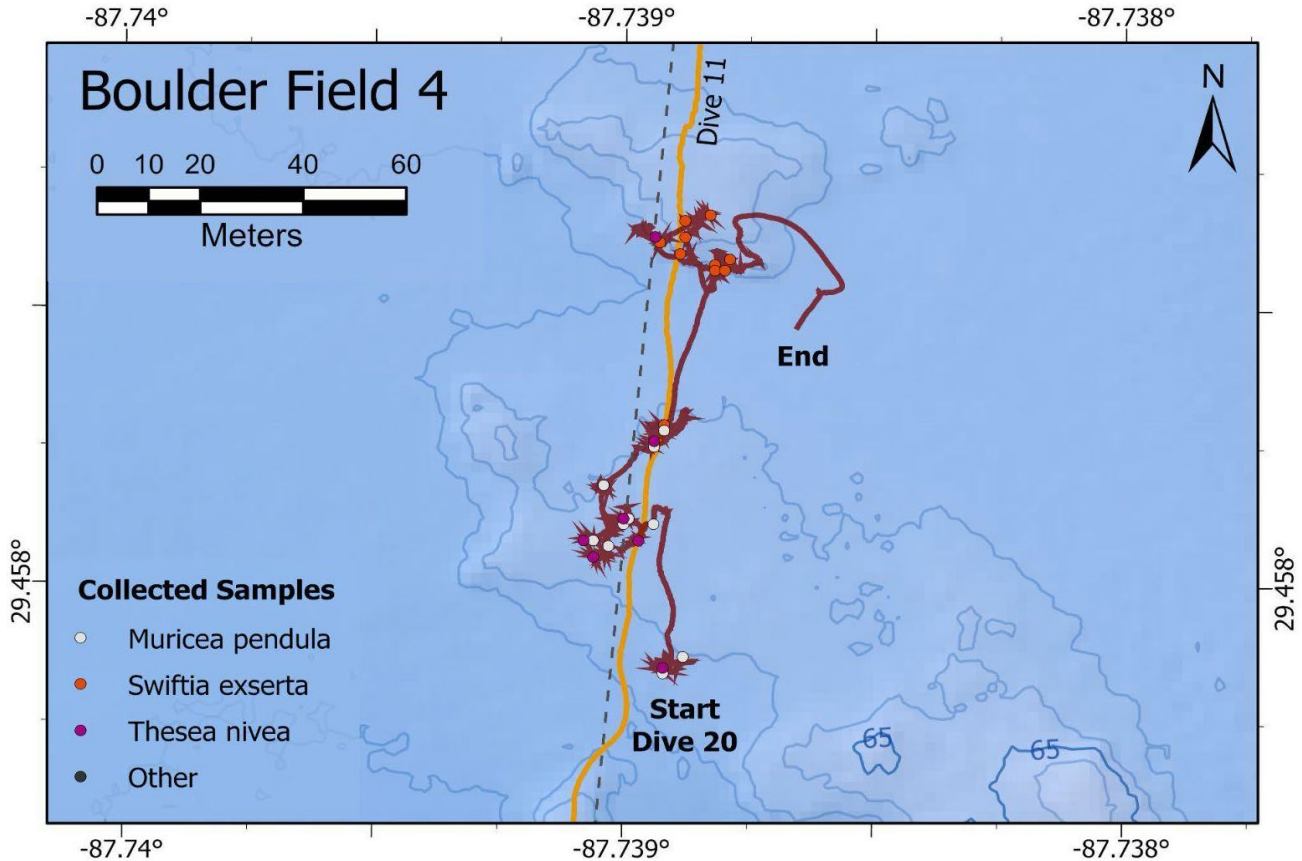 -87.74° -87.739° -87.738°
Boulder Field 4
0 10 20 40 60
Meters
Dive 11
N
End
29.458°
29.458°
Collected Samples
Muricea pendula
Swiftia exserta
Thesea nivea
Other
Start
Dive 20
65
65
-87.74° -87.739° -87.738°